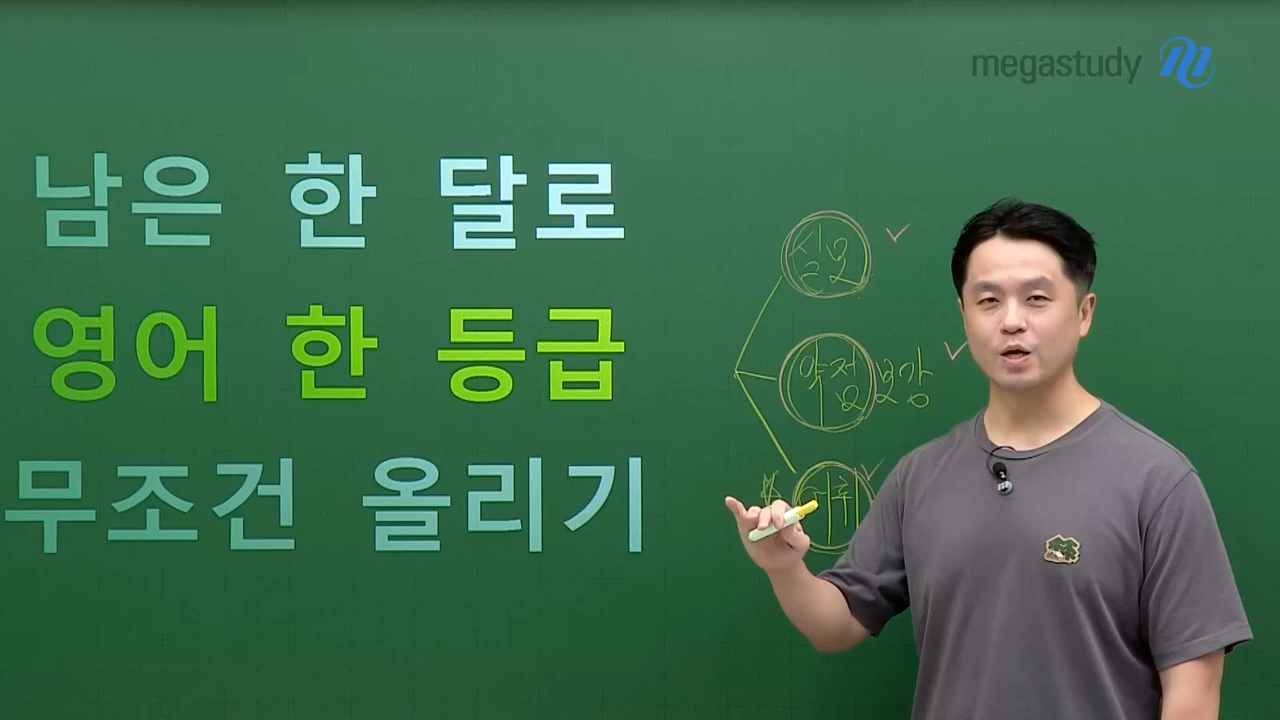 megastudy
남은 한 달로
영어 한 등급
무조건 올리기
실모
약점 보강
어휘